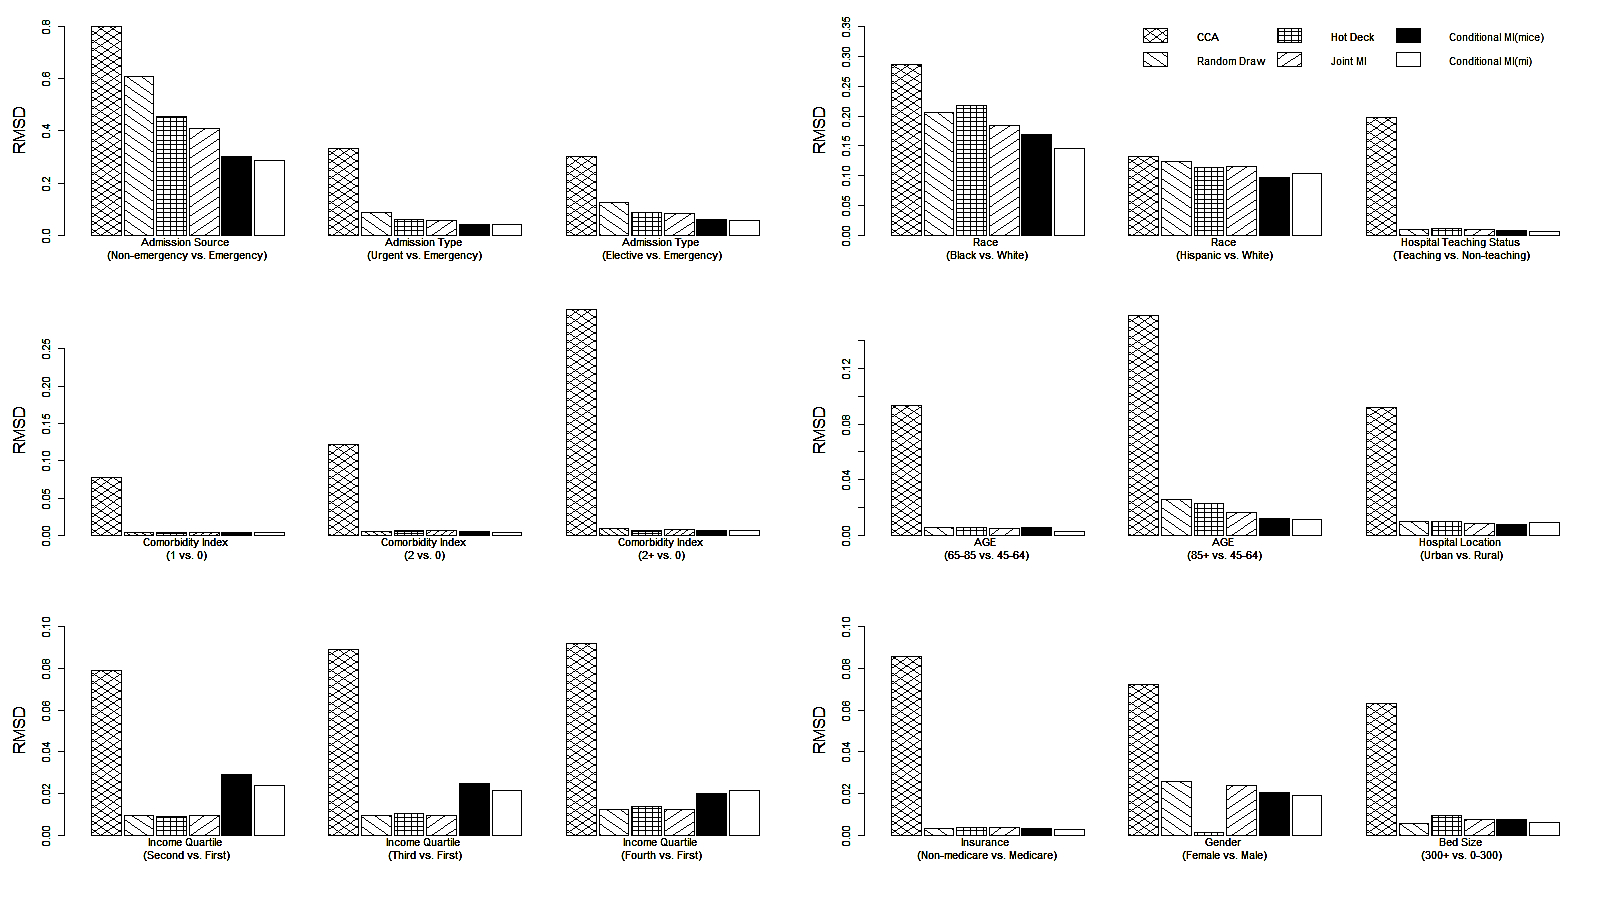 RMSD
0.0 0.2 0.4 0.6 0.8
Admission Source
(Non-emergency vs. Emergency)
Admission Type
(Urgent vs. Emergency)
Admission Type
(Elective vs. Emergency)
RMSD
0.00 0.05 0.10 0.15 0.20 0.25 0.30 0.35
CCA
Hot Deck
Conditional MI(mice)
Random Draw
Joint MI
Conditional MI(mi)
Race
(Black vs. White)
Race
(Hispanic vs. White)
Hospital Teaching Status
(Teaching vs. Non-teaching)
RMSD
0.00 0.05 0.10 0.15 0.20 0.25
Comorbidity Index
(1 vs. 0)
Comorbidity Index
(2 vs. 0)
Comorbidity Index
(2+ vs. 0)
RMSD
0.00 0.04 0.08 0.12
AGE
(65-85 vs. 45-64)
AGE
(85+ vs. 45-64)
Hospital Location
(Urban vs. Rural)
RMSD
0.00 0.02 0.04 0.06 0.08 0.10
Income Quartile
(Second vs. First)
Income Quartile
(Third vs. First)
Income Quartile
(Fourth vs. First)
RMSD
0.00 0.02 0.04 0.06 0.08 0.10
Insurance
(Non-medicare vs. Medicare)
Gender
(Female vs. Male)
Bed Size
(300+ vs. 0-300)